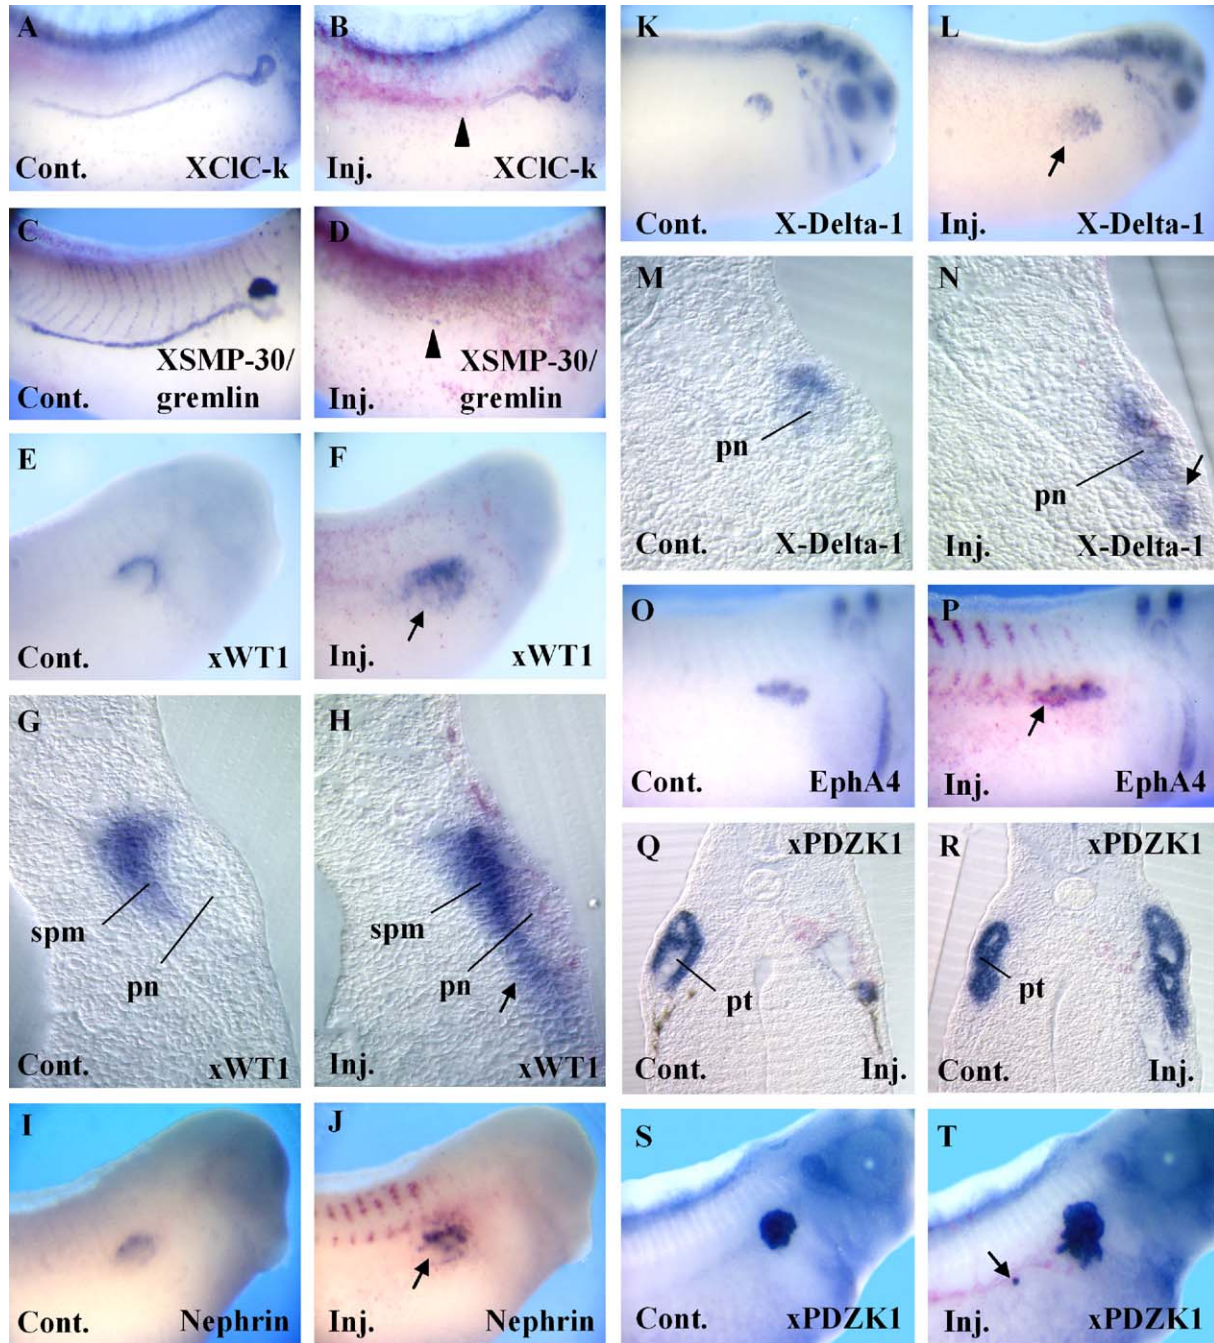 A
Cont.
XClC-k
B
Inj.
XClC-k
C
XSMP-30/
Cont. gremlin
D
XSMP-30/
Inj. gremlin
E
Cont. xWT1
F
Inj. xWT1
G
spm
pn
Cont. xWT1
H
spm
pn
Inj. xWT1
I
Cont. Nephrin
J
Inj. Nephrin
K
Cont. X-Delta-1
L
Inj. X-Delta-1
M
pn
Cont. X-Delta-1
N
pn
Inj. X-Delta-1
O
Cont. EphA4
P
Inj. EphA4
Q xPDZK1
pt
Cont. Inj.
R xPDZK1
pt
Cont. Inj.
S
Cont. xPDZK1
T
Inj. xPDZK1